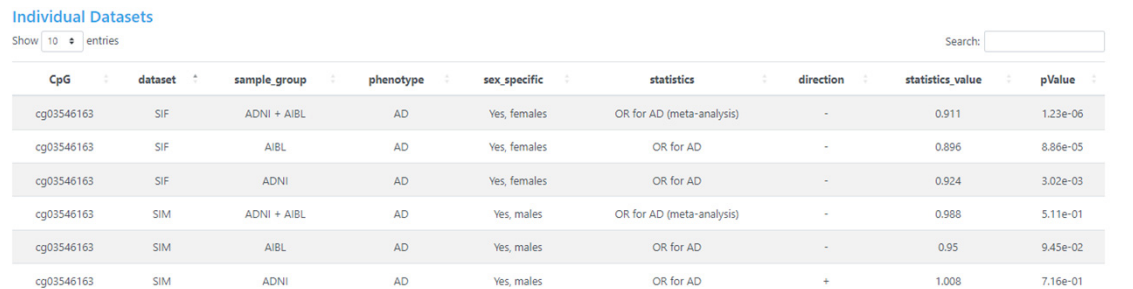 Individual Datasets
Show 10 entries Search:
CpG dataset sample_group phenotype sex_specific statistics direction statistics_value pValue
cg03546163 SIF ADNI + AIBL AD Yes, females OR for AD (meta-analysis) - 0.911 1.23e-06
cg03546163 SIF AIBL AD Yes, females OR for AD - 0.896 8.86e-05
cg03546163 SIF ADNI AD Yes, females OR for AD - 0.924 3.02e-03
cg03546163 SIM ADNI + AIBL AD Yes, males OR for AD (meta-analysis) - 0.988 5.11e-01
cg03546163 SIM AIBL AD Yes, males OR for AD - 0.95 9.45e-02
cg03546163 SIM ADNI AD Yes, males OR for AD + 1.008 7.16e-01